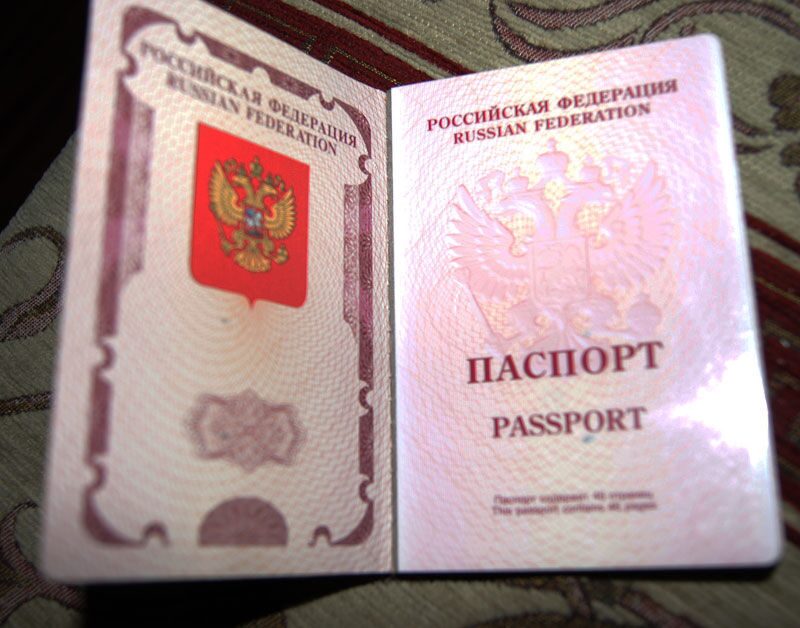 РОССИЙСКАЯ ФЕДЕРАЦИЯ
RUSSIAN FEDERATION
РОССИЙСКАЯ ФЕДЕРАЦИЯ
RUSSIAN FEDERATION
ПАСПОРТ
PASSPORT
Паспорт содержит 46 страниц
This passport contains 46 pages